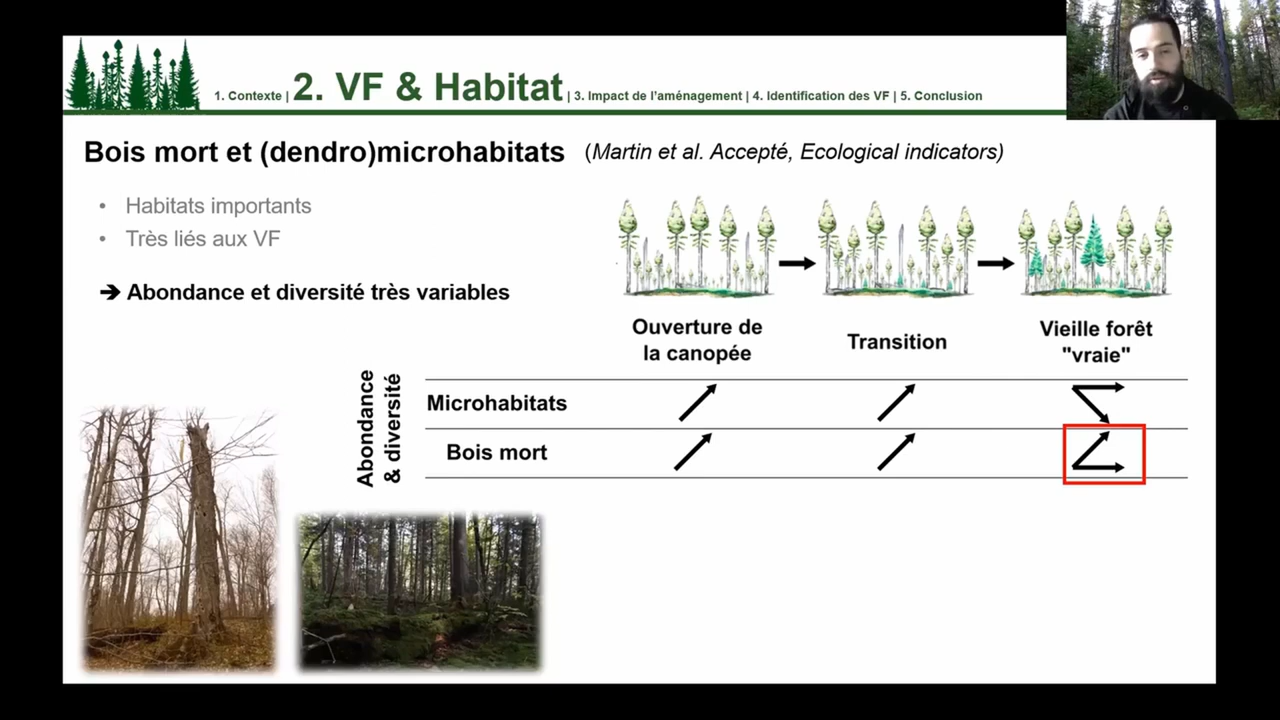 1. Contexte | 2. VF & Habitat | 3. Impact de l'aménagement | 4. Identification des VF | 5. Conclusion
Bois mort et (dendro)microhabitats (Martin et al. Accepté, Ecological indicators)
• Habitats importants
• Très liés aux VF
➔ Abondance et diversité très variables
Ouverture de
la canopée
Transition
Vieille forêt
"vraie"
Abondance
& diversité
Microhabitats
Bois mort